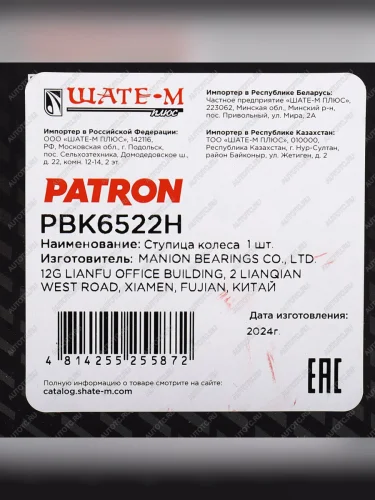 ШАТЕ-М
ПЛЮС
Импортер в Российской Федерации:
ООО «ШАТЕ-М ПЛЮС», 142116,
РФ, Московская обл., г. Подольск,
пос. Сельхозтехника, Домодедовское ш.,
д. 22, комн. 12-14, 2 эт.
Импортер в Республике Беларусь:
Частное предприятие «ШАТЕ-М ПЛЮС»,
223062, Минская обл., Минский р-н,
пос. Привольный, ул. Мира, 2А
Импортер в Республике Казахстан:
ТОО "ШАТЕ-М ПЛЮС", 010000,
Республика Казахстан, г. Нур-Султан,
район Байконыр, ул. Жетиген, д. 2
PATRON
PBK6522H
Наименование: Ступица колеса 1 шт.
Изготовитель: MANION BEARINGS CO., LTD.
12G LIANFU OFFICE BUILDING, 2 LIANQIAN
WEST ROAD, XIAMEN, FUJIAN, КИТАЙ
4 814255 255872
Дата изготовления:
2024г.
Полную информацию о товаре смотрите на сайте:
catalog.shate-m.com
EAC